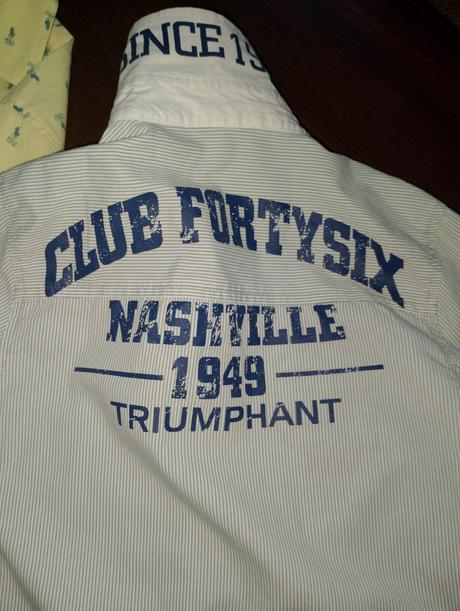 SINCE 19
CLUB FORTYSIX
NASHVILLE
1949
TRIUMPHANT